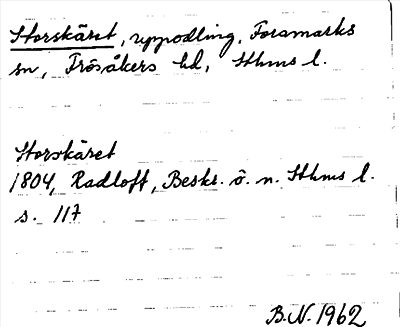 Storskäret, uppodling, Forsmarks
sn, Frösåkers hd, Sthms l.
Storskäret
1804, Radloff, Beskr. ö. n. Sthms l.
s. 117
B.N. 1962